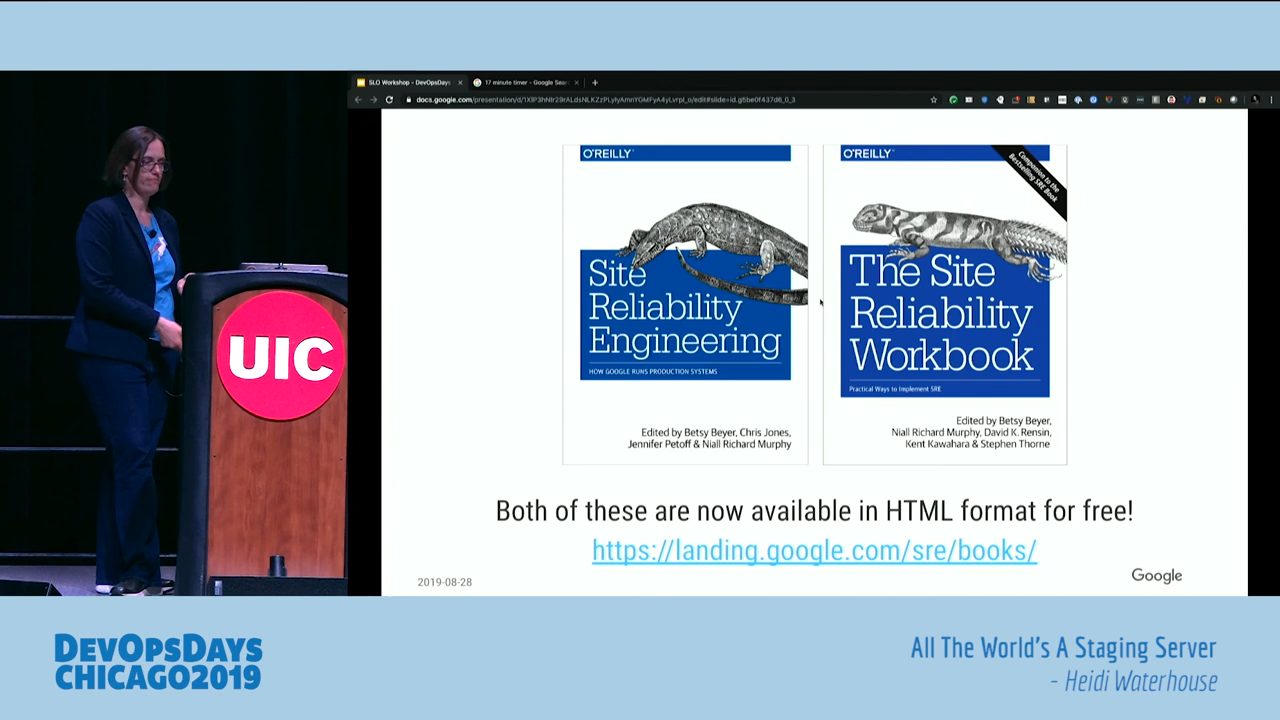 SLO Workshop - DevOpsDays
17 minute timer - Google Sear
O'REILLY
Site
Reliability
Engineering
HOW GOOGLE RUNS PRODUCTION SYSTEMS
Edited by Betsy Beyer, Chris Jones,
Jennifer Petoff & Niall Richard Murphy
O'REILLY
Companion to the
Bestselling SRE Book
The Site
Reliability
Workbook
Practical Ways to Implement SRE
Edited by Betsy Beyer,
Niall Richard Murphy, David K. Rensin,
Kent Kawahara & Stephen Thorne
Both of these are now available in HTML format for free!
https://landing.google.com/sre/books/
2019-08-28
Google
UIC
DEVOPSDAYS
CHICAGO2019
All The World's A Staging Server
- Heidi Waterhouse